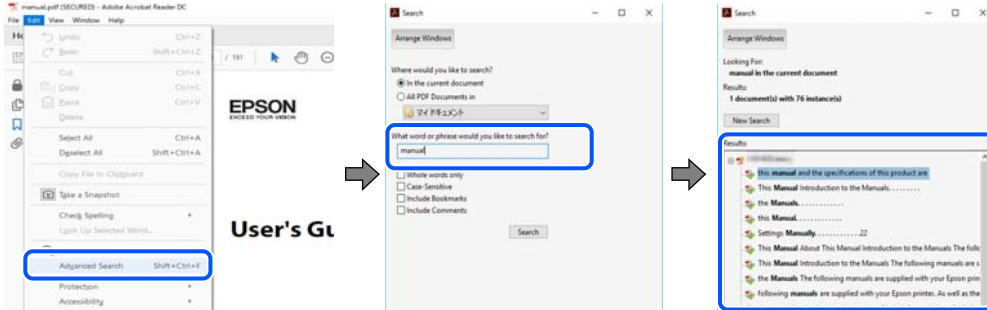 manual.pdf (SECURED) - Adobe Acrobat Reader DC
File Edit View Window Help
Undo Ctrl+Z
Redo Shift+Ctrl+Z
Cut Ctrl+X
Copy Ctrl+C
Paste Ctrl+V
Delete
Select All Ctrl+A
Deselect All Shift+Ctrl+A
Copy File to Clipboard
Take a Snapshot
Check Spelling
Look Up Selected Word...
Advanced Search Shift+Ctrl+F
Protection
Accessibility
/ 181
EPSON
EXCEED YOUR VISION
User's Gu
Search
Arrange Windows
Where would you like to search?
In the current document
All PDF Documents in
マイ ドキュメント
What word or phrase would you like to search for?
manual
Whole words only
Case-Sensitive
Include Bookmarks
Include Comments
Search
Search
Arrange Windows
Looking For:
manual in the current document
Results:
1 document(s) with 76 instance(s)
New Search
Results:
this manual and the specifications of this product are
This Manual Introduction to the Manuals. . . . . . . . .
the Manuals. . . . . . . . . . . . .
this Manual. . . . . . . . . . . . .
Settings Manually. . . . . . . . . . . . .22
This Manual About This Manual Introduction to the Manuals The follo
This Manual Introduction to the Manuals The following manuals are s
the Manuals The following manuals are supplied with your Epson prin
following manuals are supplied with your Epson printer. As well as the